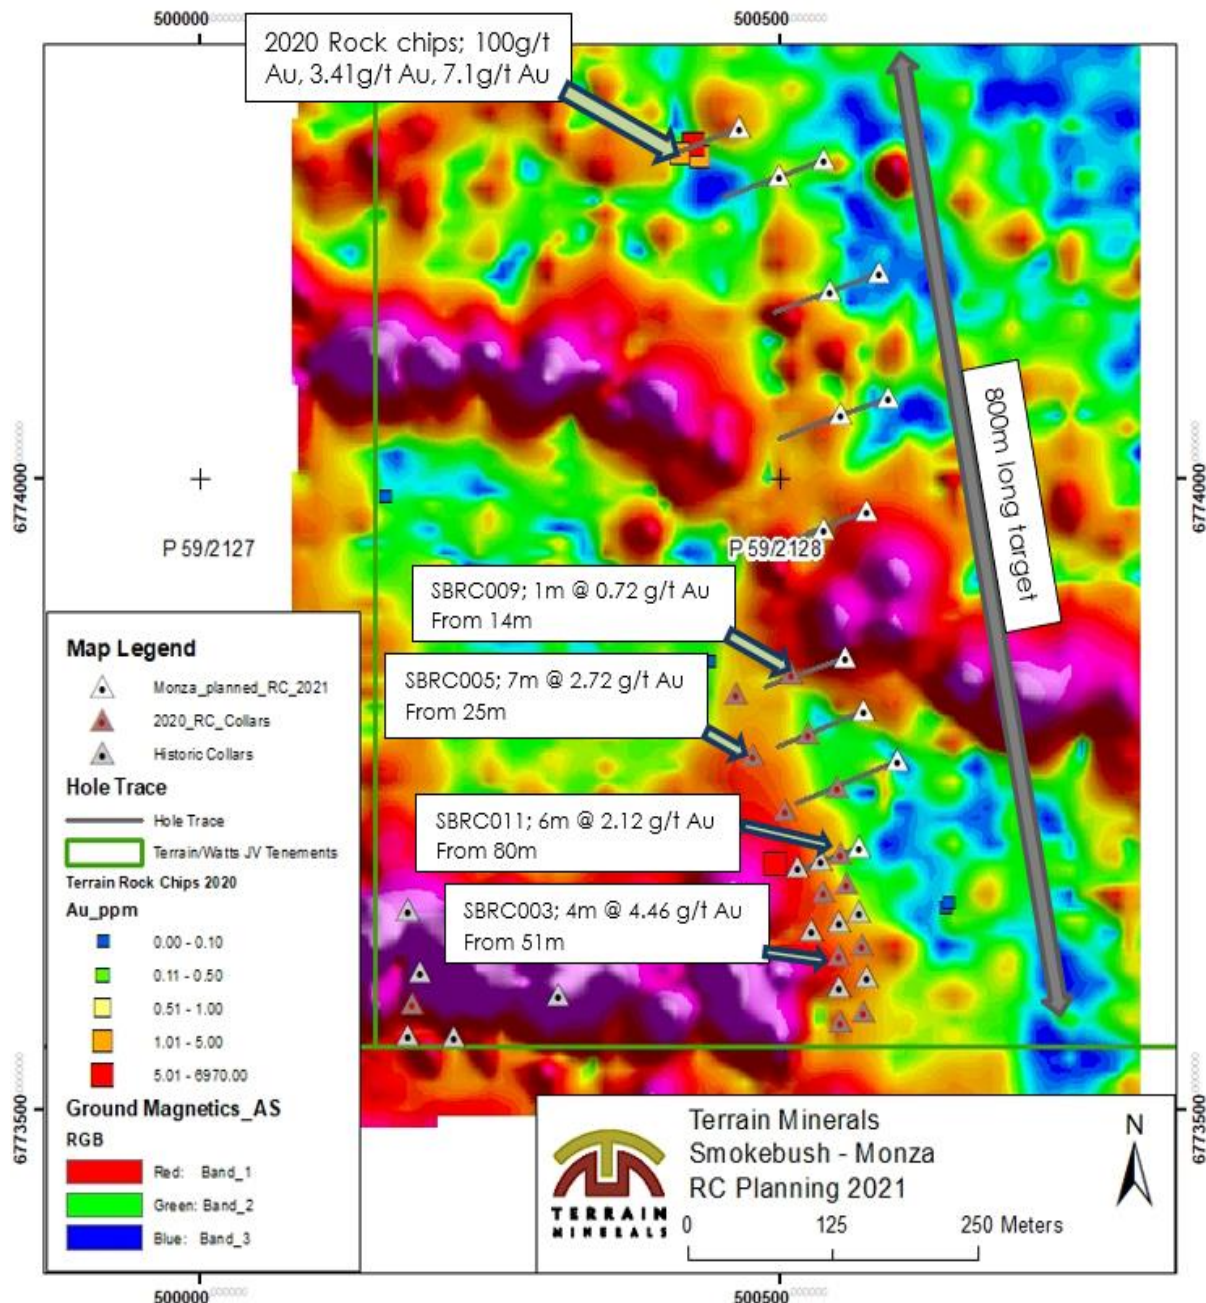 500000
500500
2020 Rock chips; 100g/t
Au, 3.41g/t Au, 7.1g/t Au
800m long target
6774000
6774000
P 59/2127
P 59/2128
SBRC009; 1m @ 0.72 g/t Au
From 14m
SBRC005; 7m @ 2.72 g/t Au
From 25m
SBRC011; 6m @ 2.12 g/t Au
From 80m
SBRC003; 4m @ 4.46 g/t Au
From 51m
Map Legend
Monza_planned_RC_2021
2020_RC_Collars
Historic Collars
Hole Trace
Hole Trace
Terrain/Watts JV Tenements
Terrain Rock Chips 2020
Au_ppm
0.00 - 0.10
0.11 - 0.50
0.51 - 1.00
1.01 - 5.00
5.01 - 6970.00
Ground Magnetics_AS
RGB
Red: Band_1
Green: Band_2
Blue: Band_3
6773500
6773500
TERRAIN
MINERALS
Terrain Minerals
Smokebush - Monza
RC Planning 2021
0 125 250 Meters
N
500000
500500